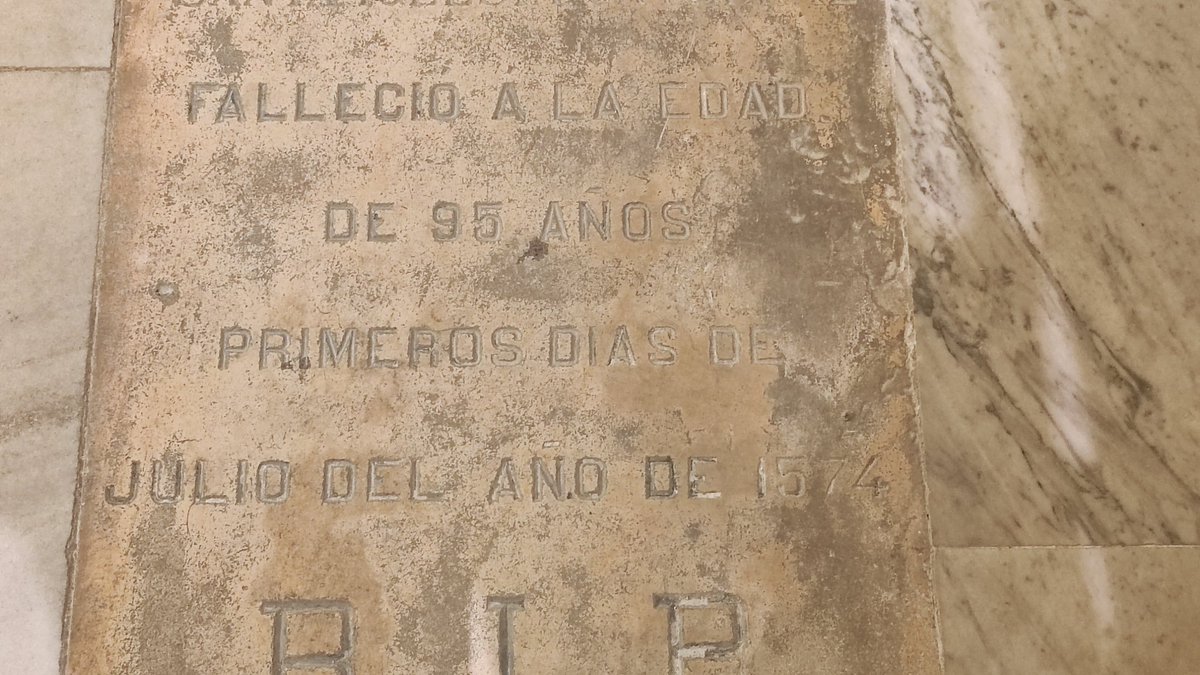 FALLECIO A LA EDAD
DE 95 AÑOS
PRIMEROS DIAS DE
JULIO DEL AÑO DE 1574
R I P